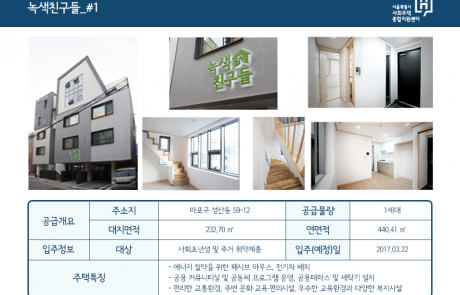 녹색친구들_#1
서울특별시
사회주택
종합지원센터
녹색
친구들
공급개요 주소지 마포구 성산동 59-12 공급물량 1세대
대지면적 232,70 ㎡ 연면적 440,41 ㎡
입주정보 대상 사회초년생 및 주거 취약계층 입주(예정)일 2017,03,22
주택특징
- 에너지 절약을 위한 패시브 하우스, 전기차 배치
- 공용 커뮤니티실 및 공동체 프로그램 운영, 공용테라스 및 세탁기 설치
- 편리한 교통환경, 주변 문화·교육·편의시설, 우수한 교육환경과 다양한 복지시설